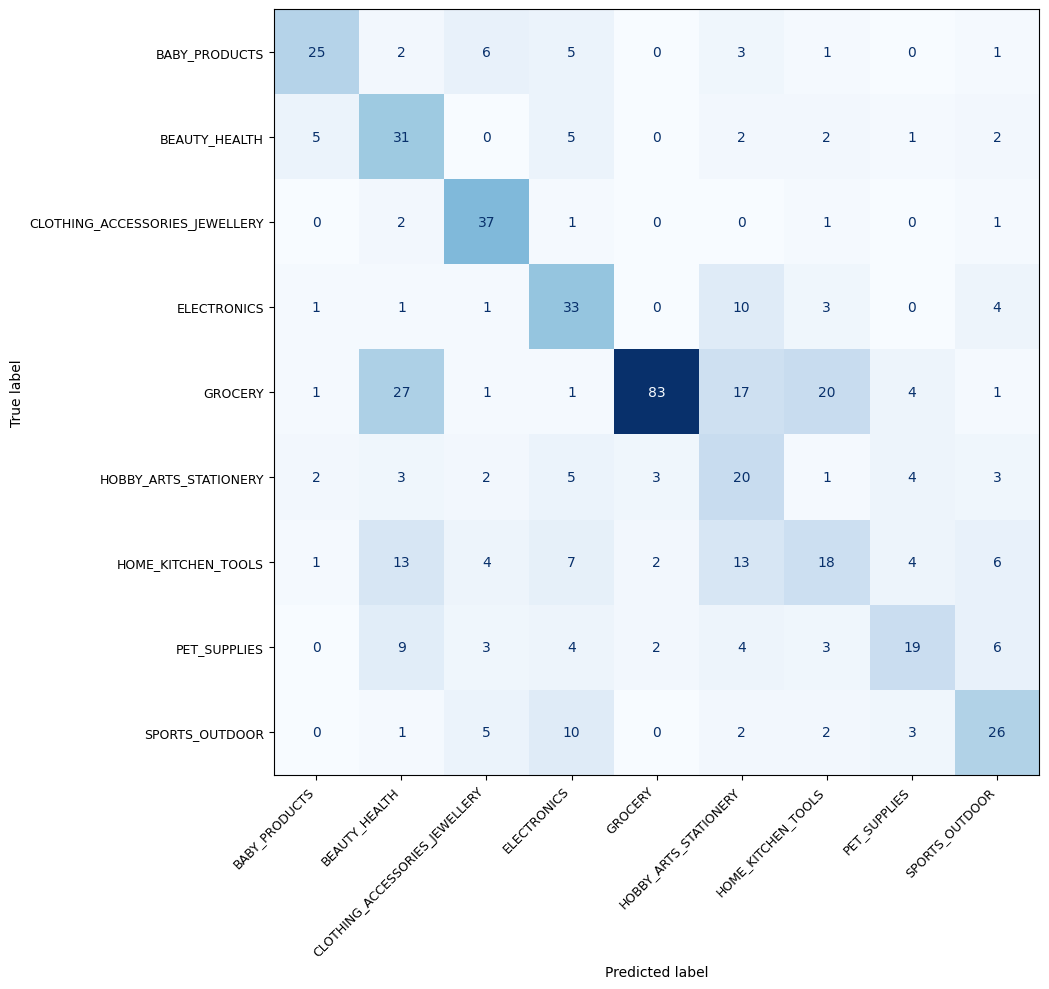 BABY_PRODUCTS 25 2 6 5 0 3 1 0 1
BEAUTY_HEALTH 5 31 0 5 0 2 2 1 2
CLOTHING_ACCESSORIES_JEWELLERY 0 2 37 1 0 0 1 0 1
ELECTRONICS 1 1 1 33 0 10 3 0 4
GROCERY 1 27 1 1 83 17 20 4 1
HOBBY_ARTS_STATIONERY 2 3 2 5 3 20 1 4 3
HOME_KITCHEN_TOOLS 1 13 4 7 2 13 18 4 6
PET_SUPPLIES 0 9 3 4 2 4 3 19 6
SPORTS_OUTDOOR 0 1 5 10 0 2 2 3 26
True label
BABY_PRODUCTS
BEAUTY_HEALTH
CLOTHING_ACCESSORIES_JEWELLERY
ELECTRONICS
GROCERY
HOBBY_ARTS_STATIONERY
HOME_KITCHEN_TOOLS
PET_SUPPLIES
SPORTS_OUTDOOR
Predicted label